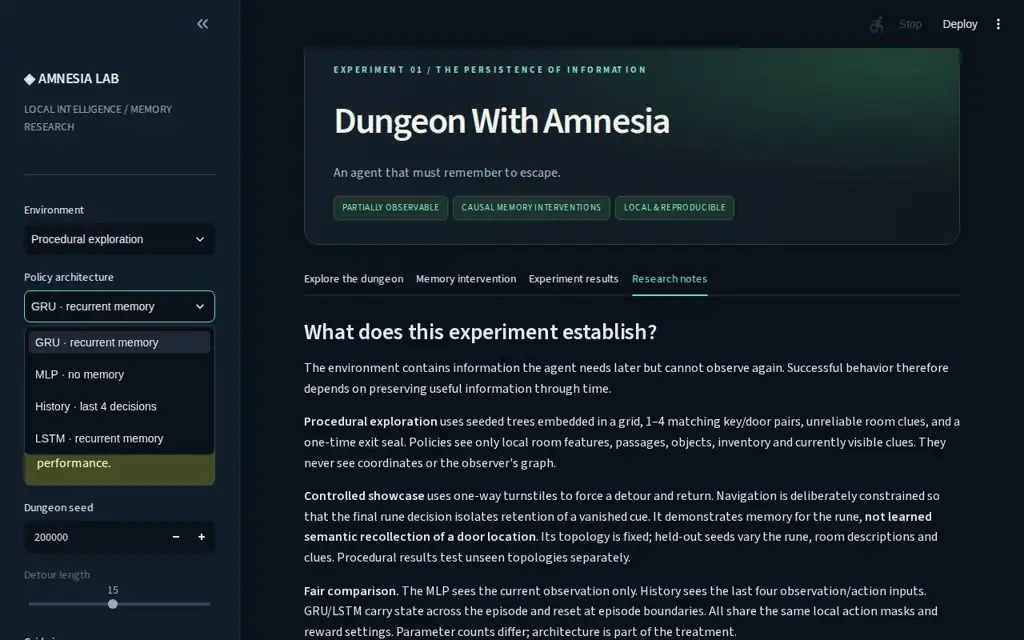 Stop
Deploy
◈ AMNESIA LAB
LOCAL INTELLIGENCE / MEMORY
RESEARCH
Environment
Procedural exploration
Policy architecture
GRU · recurrent memory
GRU · recurrent memory
MLP · no memory
History · last 4 decisions
LSTM · recurrent memory
performance.
Dungeon seed
200000
Detour length
15
EXPERIMENT 01 / THE PERSISTENCE OF INFORMATION
Dungeon With Amnesia
An agent that must remember to escape.
PARTIALLY OBSERVABLE
CAUSAL MEMORY INTERVENTIONS
LOCAL & REPRODUCIBLE
Explore the dungeon
Memory intervention
Experiment results
Research notes
What does this experiment establish?
The environment contains information the agent needs later but cannot observe again. Successful behavior therefore
depends on preserving useful information through time.
Procedural exploration uses seeded trees embedded in a grid, 1–4 matching key/door pairs, unreliable room clues, and a
one-time exit seal. Policies see only local room features, passages, objects, inventory and currently visible clues. They
never see coordinates or the observer's graph.
Controlled showcase uses one-way turnstiles to force a detour and return. Navigation is deliberately constrained so
that the final rune decision isolates retention of a vanished cue. It demonstrates memory for the rune, not learned
semantic recollection of a door location. Its topology is fixed; held-out seeds vary the rune, room descriptions and
clues. Procedural results test unseen topologies separately.
Fair comparison. The MLP sees the current observation only. History sees the last four observation/action inputs.
GRU/LSTM carry state across the episode and reset at episode boundaries. All share the same local action masks and
reward settings. Parameter counts differ; architecture is part of the treatment.